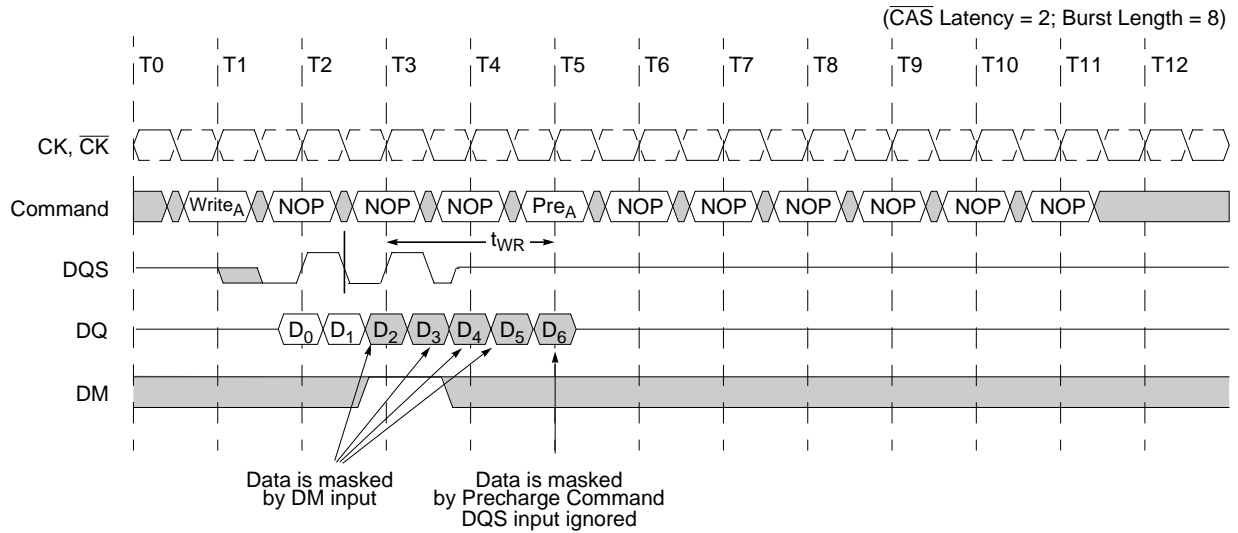 (CAS Latency = 2; Burst Length = 8)
T0 T1 T2 T3 T4 T5 T6 T7 T8 T9 T10 T11 T12
CK, CK
Command WriteA NOP NOP NOP PreA NOP NOP NOP NOP NOP NOP
tWR
DQS
DQ D0 D1 D2 D3 D4 D5 D6
DM
Data is masked
by DM input
Data is masked
by Precharge Command
DQS input ignored